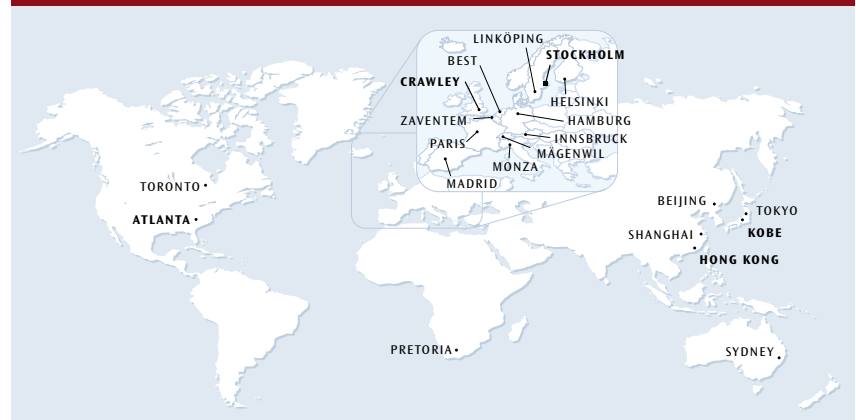 LINKÖPING
STOCKHOLM
BEST
CRAWLEY
HELSINKI
ZAVENTEM
HAMBURG
INNSBRUCK
PARIS
MÄGENWIL
MONZA
MADRID
TORONTO
ATLANTA
BEIJING
TOKYO
KOBE
SHANGHAI
HONG KONG
PRETORIA
SYDNEY